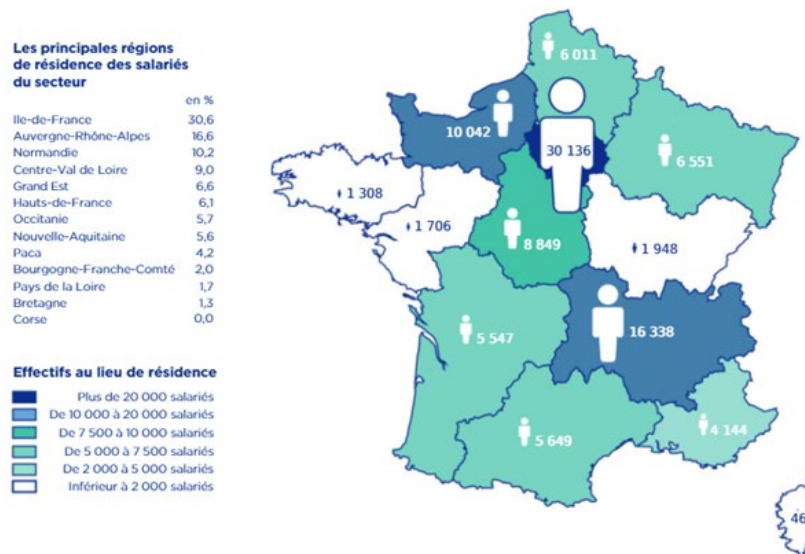 Les principales régions
de résidence des salariés
du secteur
en %
Ile-de-France 30,6
Auvergne-Rhône-Alpes 16,6
Normandie 10,2
Centre-Val de Loire 9,0
Grand Est 6,6
Hauts-de-France 6,1
Occitanie 5,7
Nouvelle-Aquitaine 5,6
Paca 4,2
Bourgogne-Franche-Comté 2,0
Pays de la Loire 1,7
Bretagne 1,3
Corse 0,0
Effectifs au lieu de résidence
Plus de 20 000 salariés
De 10 000 à 20 000 salariés
De 7 500 à 10 000 salariés
De 5 000 à 7 500 salariés
De 2 000 à 5 000 salariés
Inférieur à 2 000 salariés
6 011
10 042
30 136
6 551
1 308
1 706
8 849
1 948
5 547
16 338
5 649
4 144
46